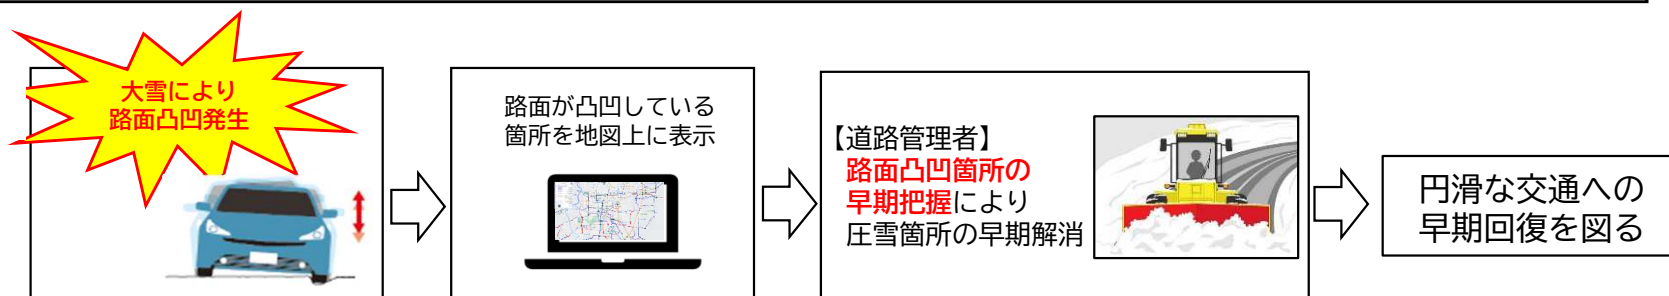 大雪により
路面凸凹発生
路面が凸凹している
箇所を地図上に表示
【道路管理者】
路面凸凹箇所の
早期把握により
圧雪箇所の早期解消
円滑な交通への
早期回復を図る